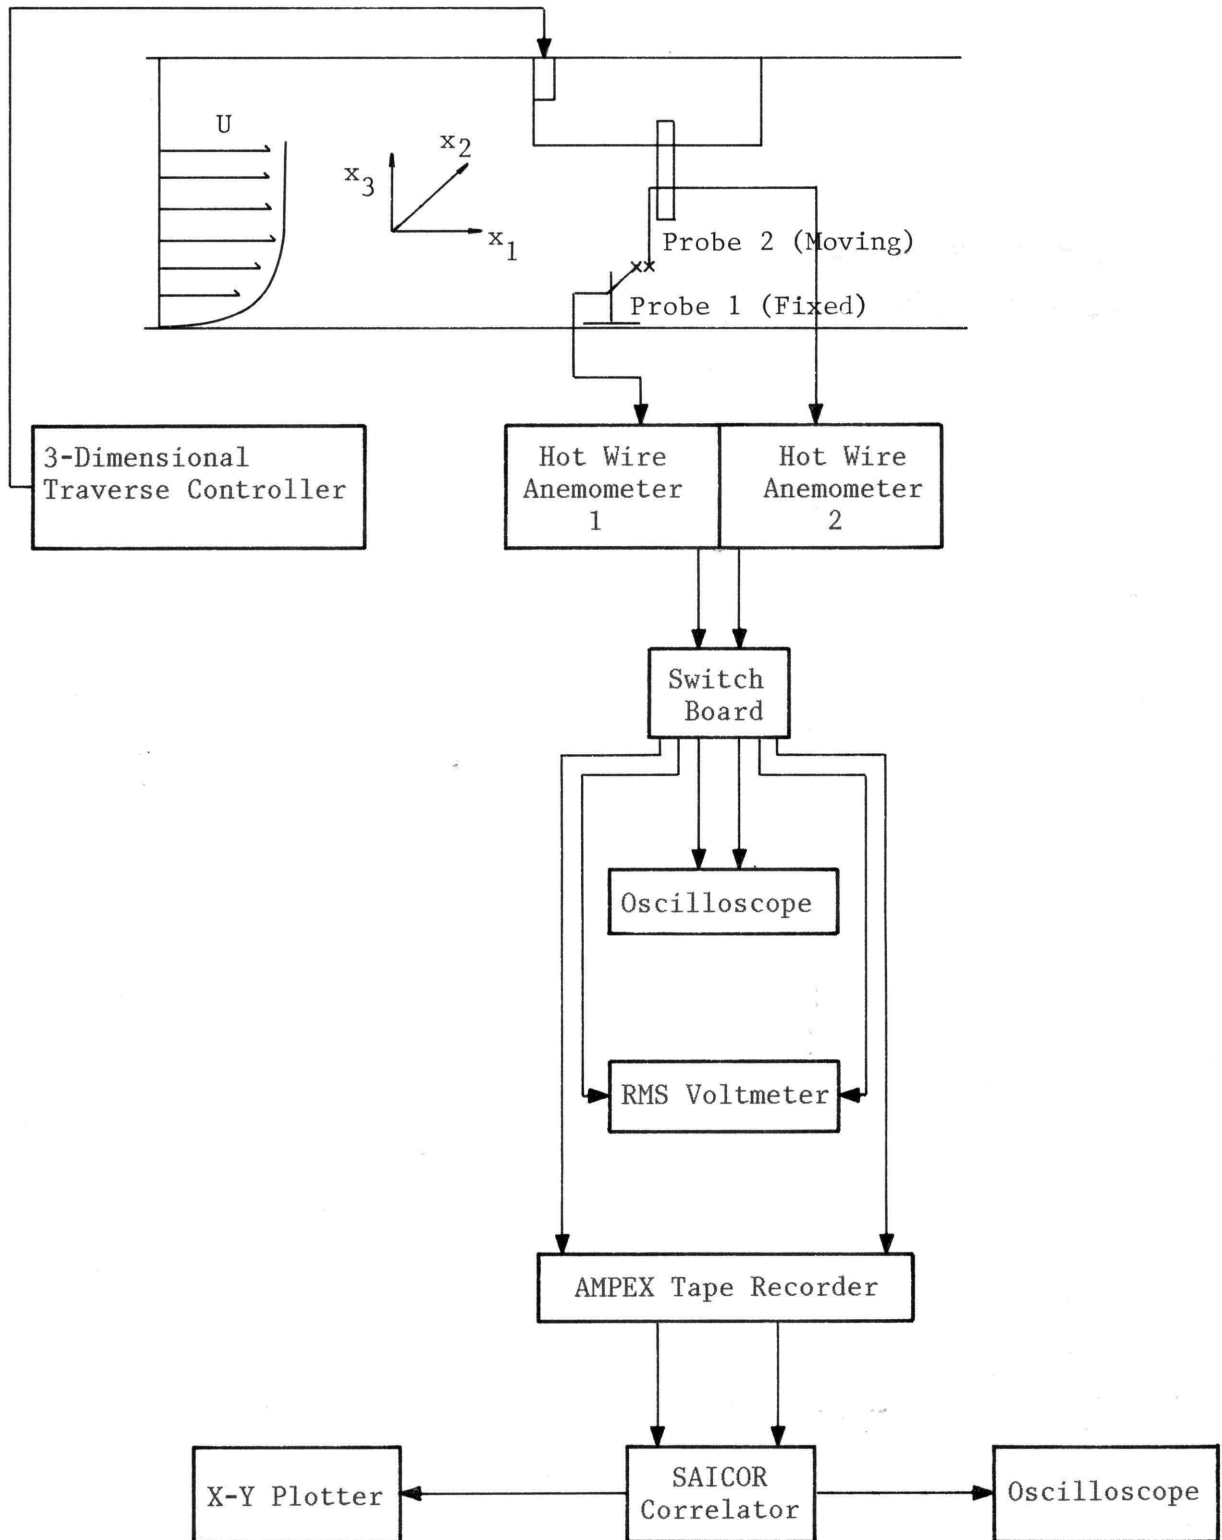 U
x2
x3
x1
Probe 2 (Moving)
Probe 1 (Fixed)
3-Dimensional
Traverse Controller
Hot Wire
Anemometer
1
Hot Wire
Anemometer
2
Switch
Board
Oscilloscope
RMS Voltmeter
AMPEX Tape Recorder
X-Y Plotter
SAICOR
Correlator
Oscilloscope